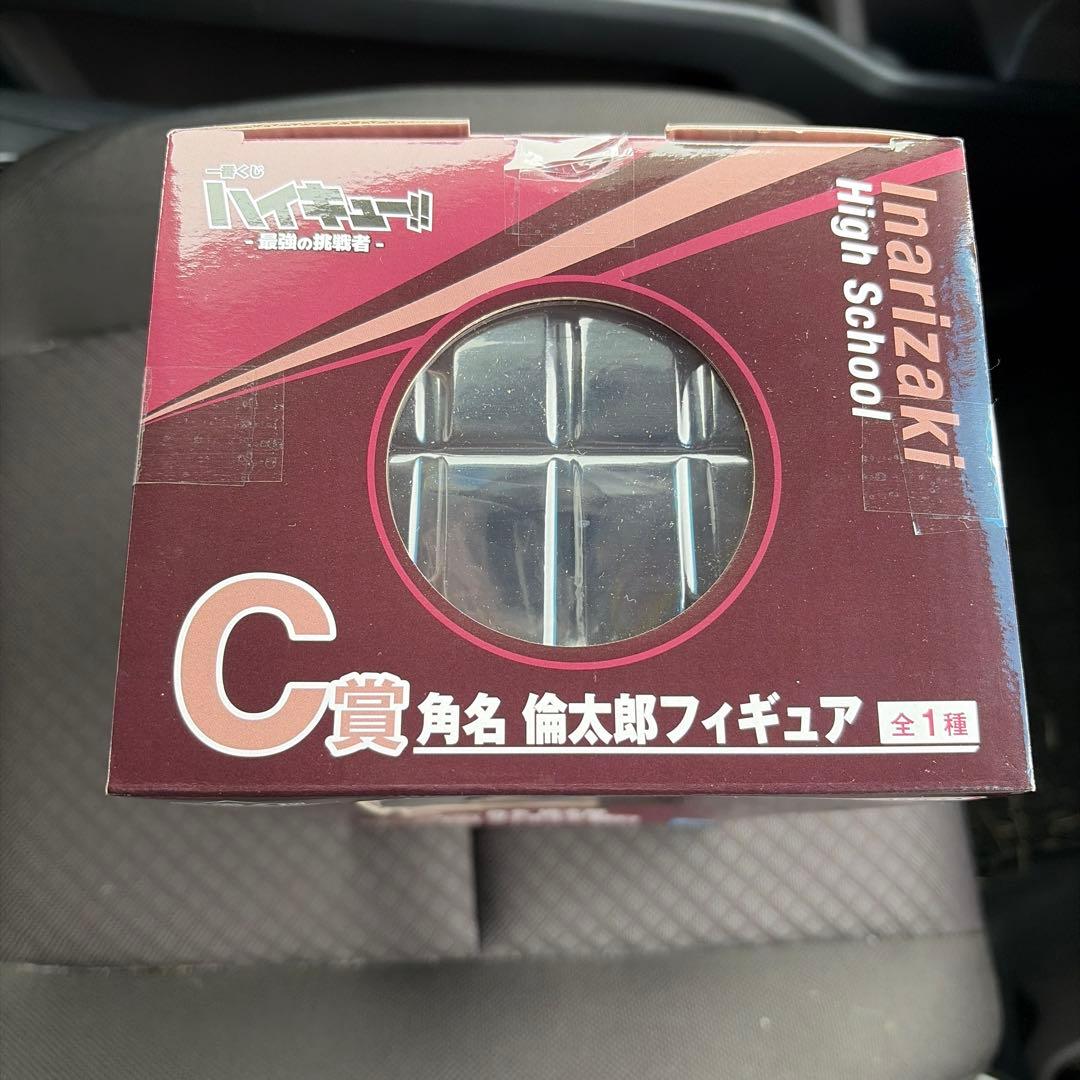 一番くじ
ハイキュー!!
- 最強の挑戦者 -
Inarizaki
High School
C賞 角名 倫太郎フィギュア 全1種